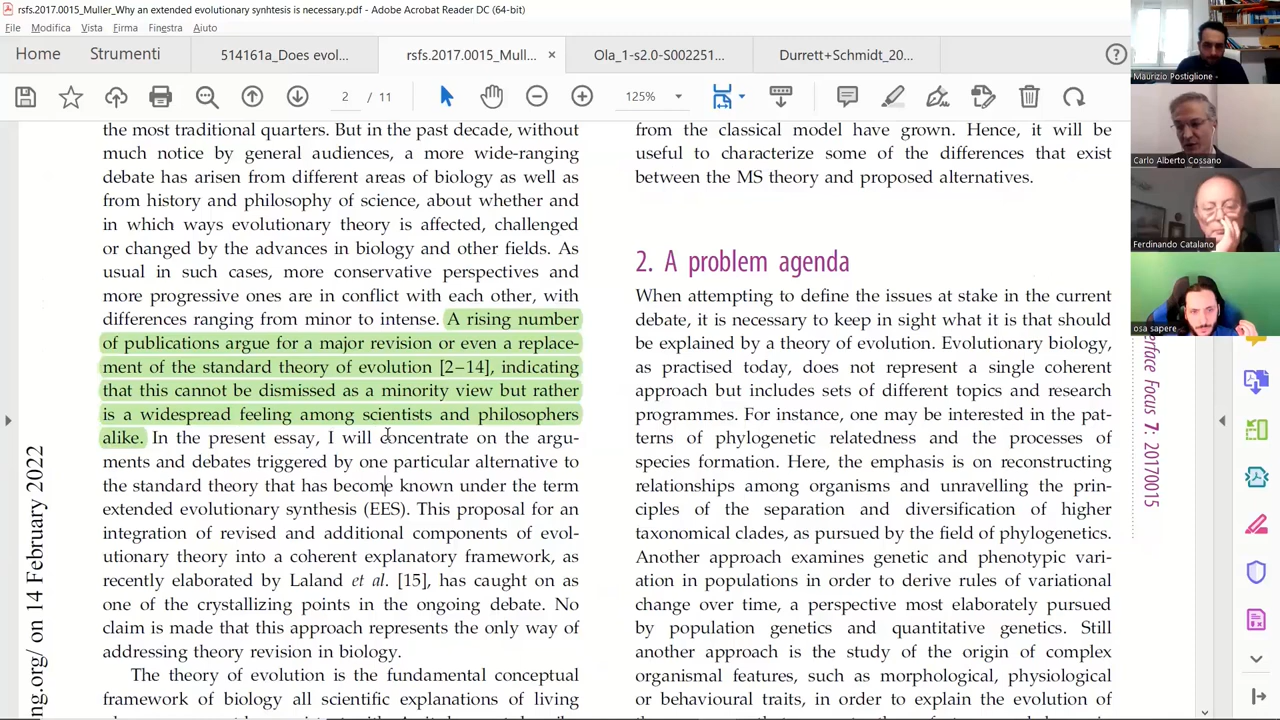 rsfs.2017.0015_Muller_Why an extended evolutionary synhtesis is necessary.pdf - Adobe Acrobat Reader DC (64-bit)
File Modifica Vista Firma Finestra Aiuto
Home Strumenti 514161a_Does evol... rsfs.2017.0015_Mull... × Ola_1-s2.0-S002251... Durrett+Schmidt_20...
2 / 11 125%
the most traditional quarters. But in the past decade, without
much notice by general audiences, a more wide-ranging
debate has arisen from different areas of biology as well as
from history and philosophy of science, about whether and
in which ways evolutionary theory is affected, challenged
or changed by the advances in biology and other fields. As
usual in such cases, more conservative perspectives and
more progressive ones are in conflict with each other, with
differences ranging from minor to intense. A rising number
of publications argue for a major revision or even a replace-
ment of the standard theory of evolution [2–14], indicating
that this cannot be dismissed as a minority view but rather
is a widespread feeling among scientists and philosophers
alike. In the present essay, I will concentrate on the argu-
ments and debates triggered by one particular alternative to
the standard theory that has become known under the term
extended evolutionary synthesis (EES). This proposal for an
integration of revised and additional components of evol-
utionary theory into a coherent explanatory framework, as
recently elaborated by Laland et al. [15], has caught on as
one of the crystallizing points in the ongoing debate. No
claim is made that this approach represents the only way of
addressing theory revision in biology.
The theory of evolution is the fundamental conceptual
framework of biology all scientific explanations of living
from the classical model have grown. Hence, it will be
useful to characterize some of the differences that exist
between the MS theory and proposed alternatives.
2. A problem agenda
When attempting to define the issues at stake in the current
debate, it is necessary to keep in sight what it is that should
be explained by a theory of evolution. Evolutionary biology,
as practised today, does not represent a single coherent
approach but includes sets of different topics and research
programmes. For instance, one may be interested in the pat-
terns of phylogenetic relatedness and the processes of
species formation. Here, the emphasis is on reconstructing
relationships among organisms and unravelling the prin-
ciples of the separation and diversification of higher
taxonomical clades, as pursued by the field of phylogenetics.
Another approach examines genetic and phenotypic vari-
ation in populations in order to derive rules of variational
change over time, a perspective most elaborately pursued
by population genetics and quantitative genetics. Still
another approach is the study of the origin of complex
organismal features, such as morphological, physiological
or behavioural traits, in order to explain the evolution of
ng.org/ on 14 February 2022
erface Focus 7: 20170015
Maurizio Postiglione -
Carlo Alberto Cossano
Ferdinando Catalano
osa sapere